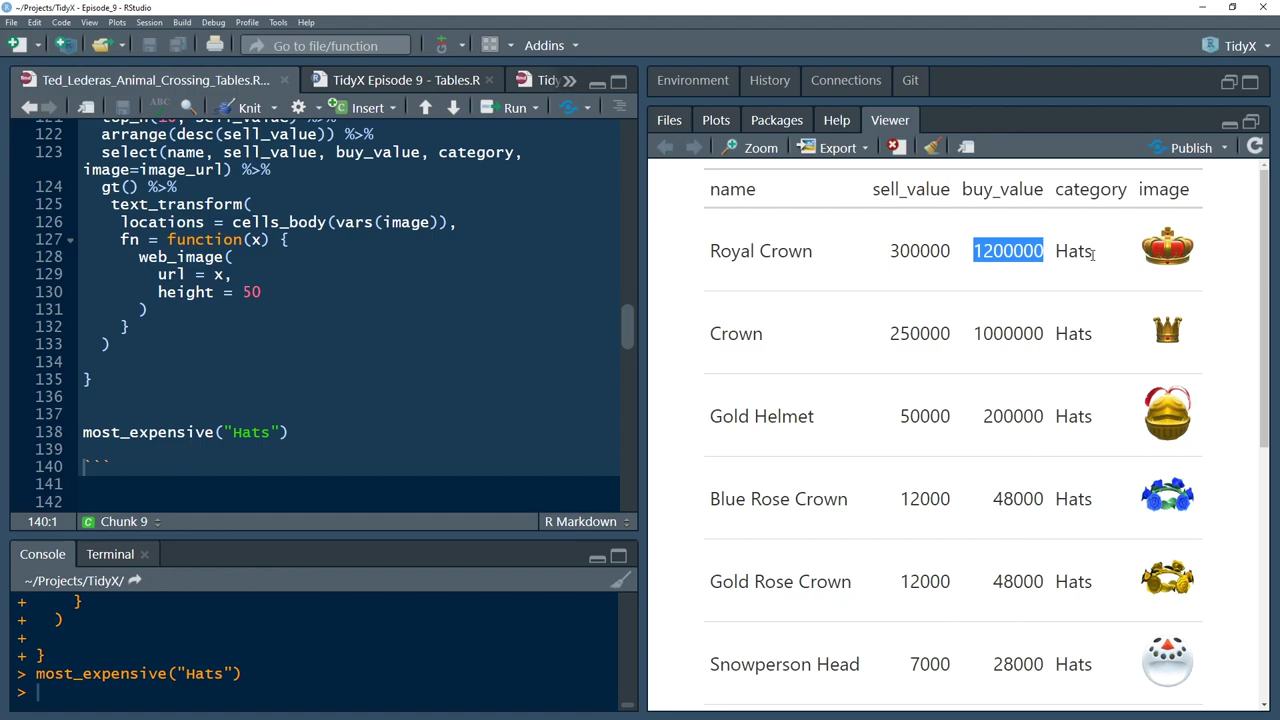 ~/Projects/TidyX - Episode_9 - RStudio
File Edit Code View Plots Session Build Debug Profile Tools Help
Go to file/function Addins TidyX
Ted_Lederas_Animal_Crossing_Tables.R... TidyX Episode 9 - Tables.R Tid
ABC Knit Insert Run
122 arrange(desc(sell_value)) %>%
123 select(name, sell_value, buy_value, category,
image=image_url) %>%
124 gt() %>%
125 text_transform(
126 locations = cells_body(vars(image)),
127 fn = function(x) {
128 web_image(
129 url = x,
130 height = 50
131 )
132 }
133 )
134
135 }
136
137
138 most_expensive("Hats")
139
140 ```
141
142
140:1 Chunk 9 R Markdown
Console Terminal
~/Projects/TidyX/
+ }
+ )
+
+ }
> most_expensive("Hats")
>
Environment History Connections Git
Files Plots Packages Help Viewer
Zoom Export Publish
name sell_value buy_value category image
Royal Crown 300000 1200000 Hats
Crown 250000 1000000 Hats
Gold Helmet 50000 200000 Hats
Blue Rose Crown 12000 48000 Hats
Gold Rose Crown 12000 48000 Hats
Snowperson Head 7000 28000 Hats